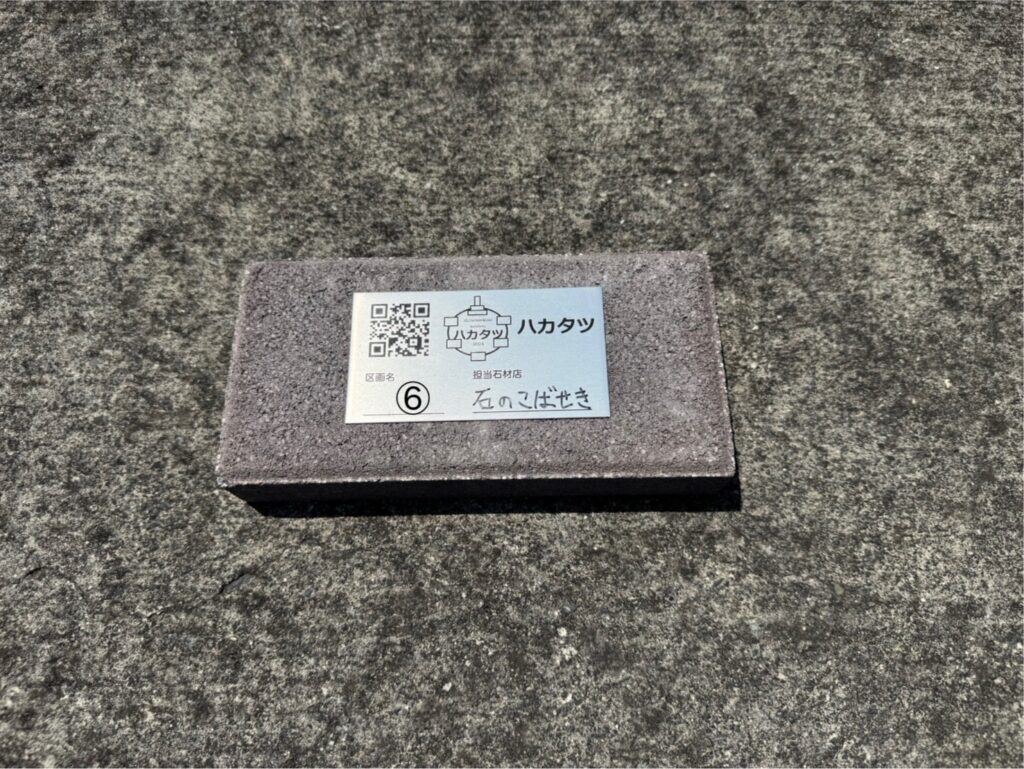 ハカタツ
ハカタツ
区画名
担当石材店
⑥
石のこばせき